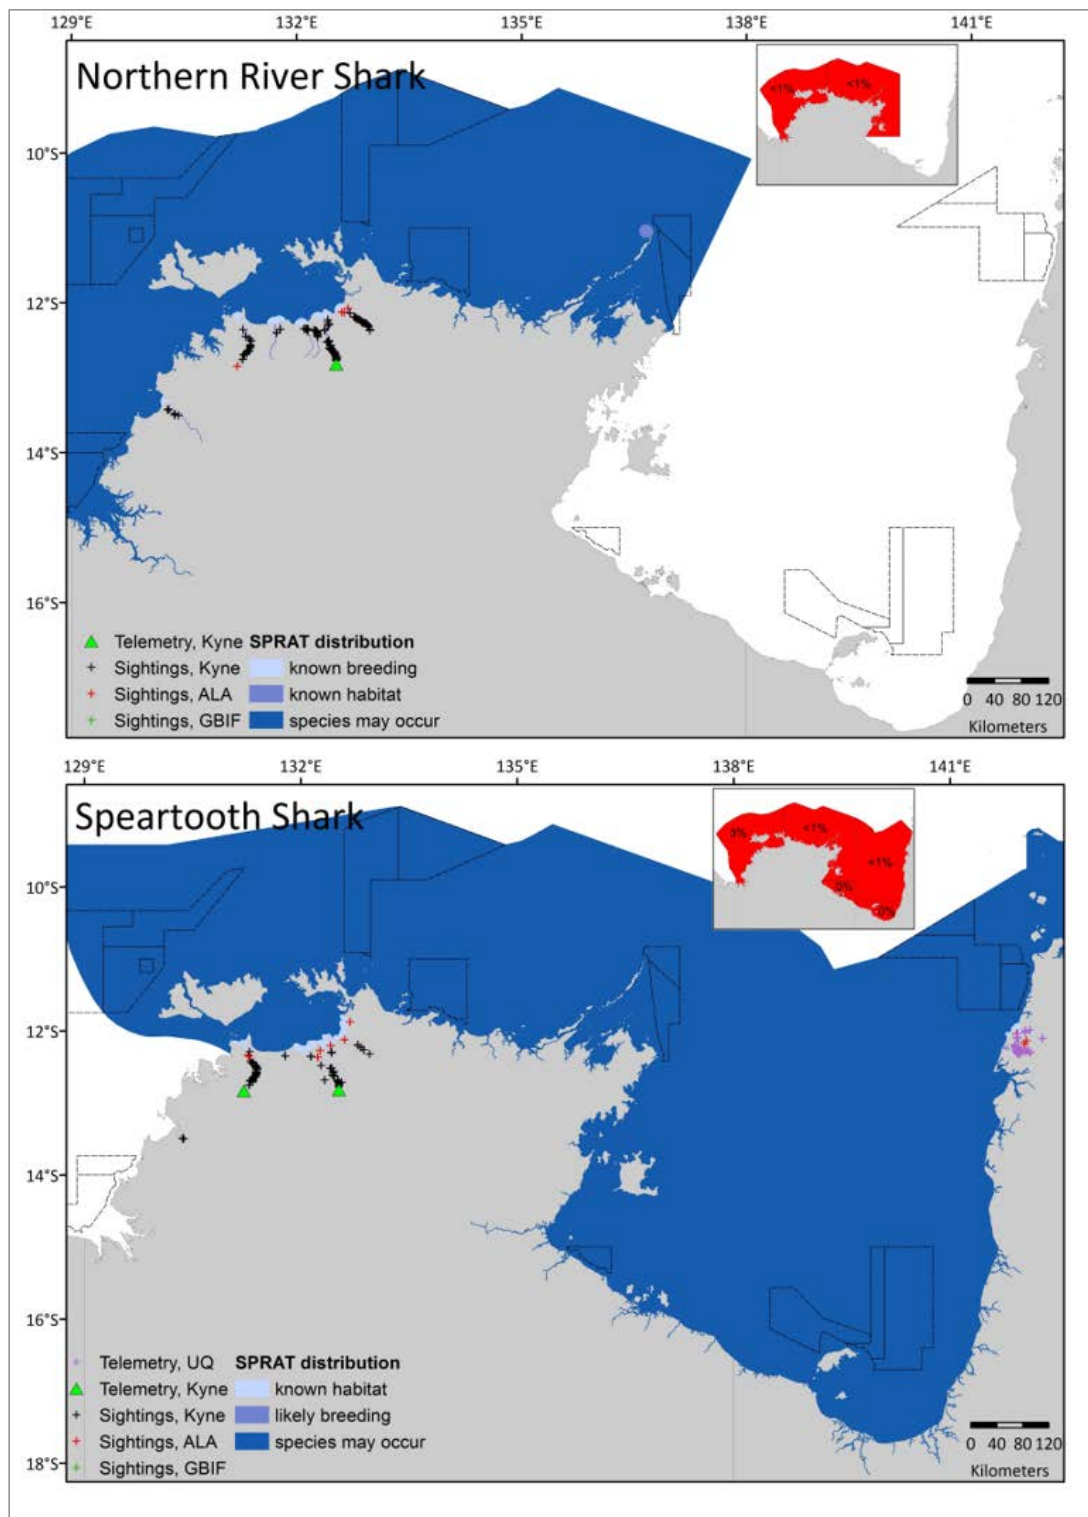 129°E 132°E 135°E 138°E 141°E
Northern River Shark
<1% <1%
10°S
12°S
14°S
16°S
Telemetry, Kyne SPRAT distribution
Sightings, Kyne known breeding
Sightings, ALA known habitat
Sightings, GBIF species may occur
0 40 80 120
Kilometers
129°E 132°E 135°E 138°E 141°E
Speartooth Shark
3% <1%
<1%
0%
0%
10°S
12°S
14°S
16°S
Telemetry, UQ SPRAT distribution
Telemetry, Kyne known habitat
Sightings, Kyne likely breeding
Sightings, ALA species may occur
Sightings, GBIF
0 40 80 120
Kilometers
18°S